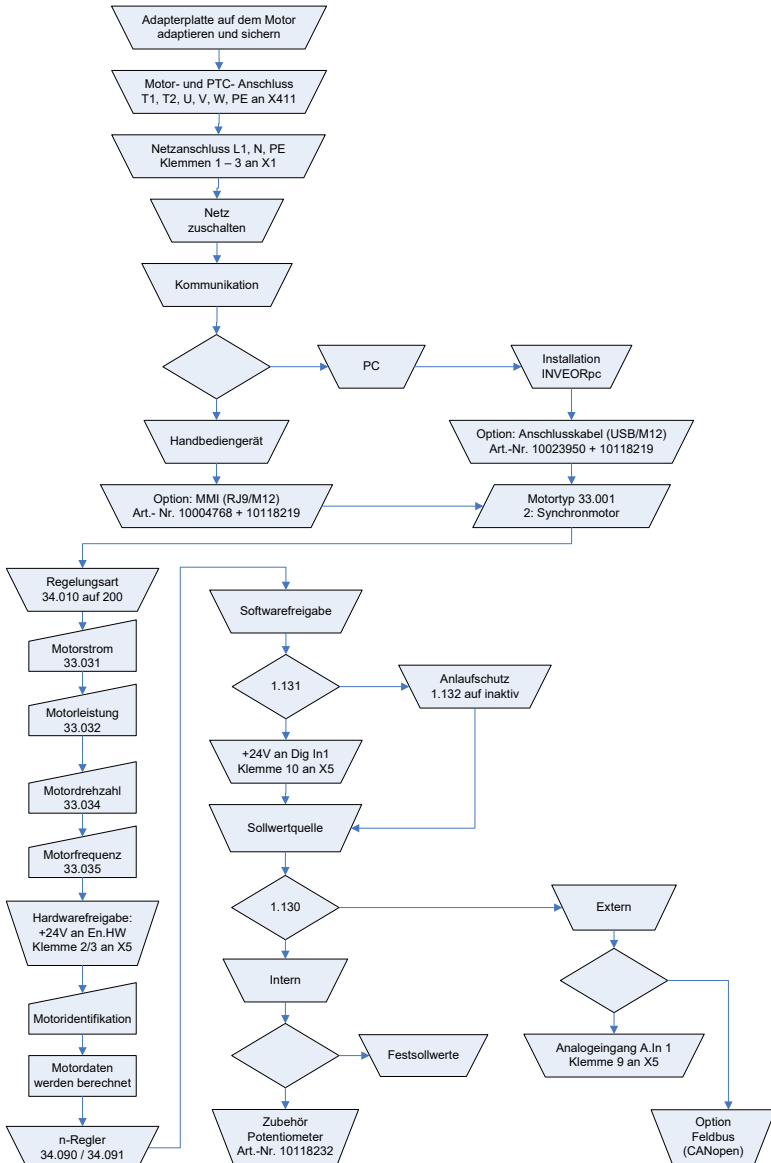 Adapterplatte auf dem Motor
adaptieren und sichern
Motor- und PTC- Anschluss
T1, T2, U, V, W, PE an X411
Netzanschluss L1, N, PE
Klemmen 1 – 3 an X1
Netz
zuschalten
Kommunikation
PC
Installation
INVEORpc
Handbediengerät
Option: Anschlusskabel (USB/M12)
Art.-Nr. 10023950 + 10118219
Option: MMI (RJ9/M12)
Art.- Nr. 10004768 + 10118219
Motortyp 33.001
2: Synchronmotor
Regelungsart
34.010 auf 200
Motorstrom
33.031
Motorleistung
33.032
Motordrehzahl
33.034
Motorfrequenz
33.035
Hardwarefreigabe:
+24V an En.HW
Klemme 2/3 an X5
Motoridentifikation
Motordaten
werden berechnet
n-Regler
34.090 / 34.091
Softwarefreigabe
1.131
Anlaufschutz
1.132 auf inaktiv
+24V an Dig In1
Klemme 10 an X5
Sollwertquelle
1.130
Extern
Intern
Festsollwerte
Analogeingang A.In 1
Klemme 9 an X5
Zubehör
Potentiometer
Art.-Nr. 10118232
Option
Feldbus
(CANopen)